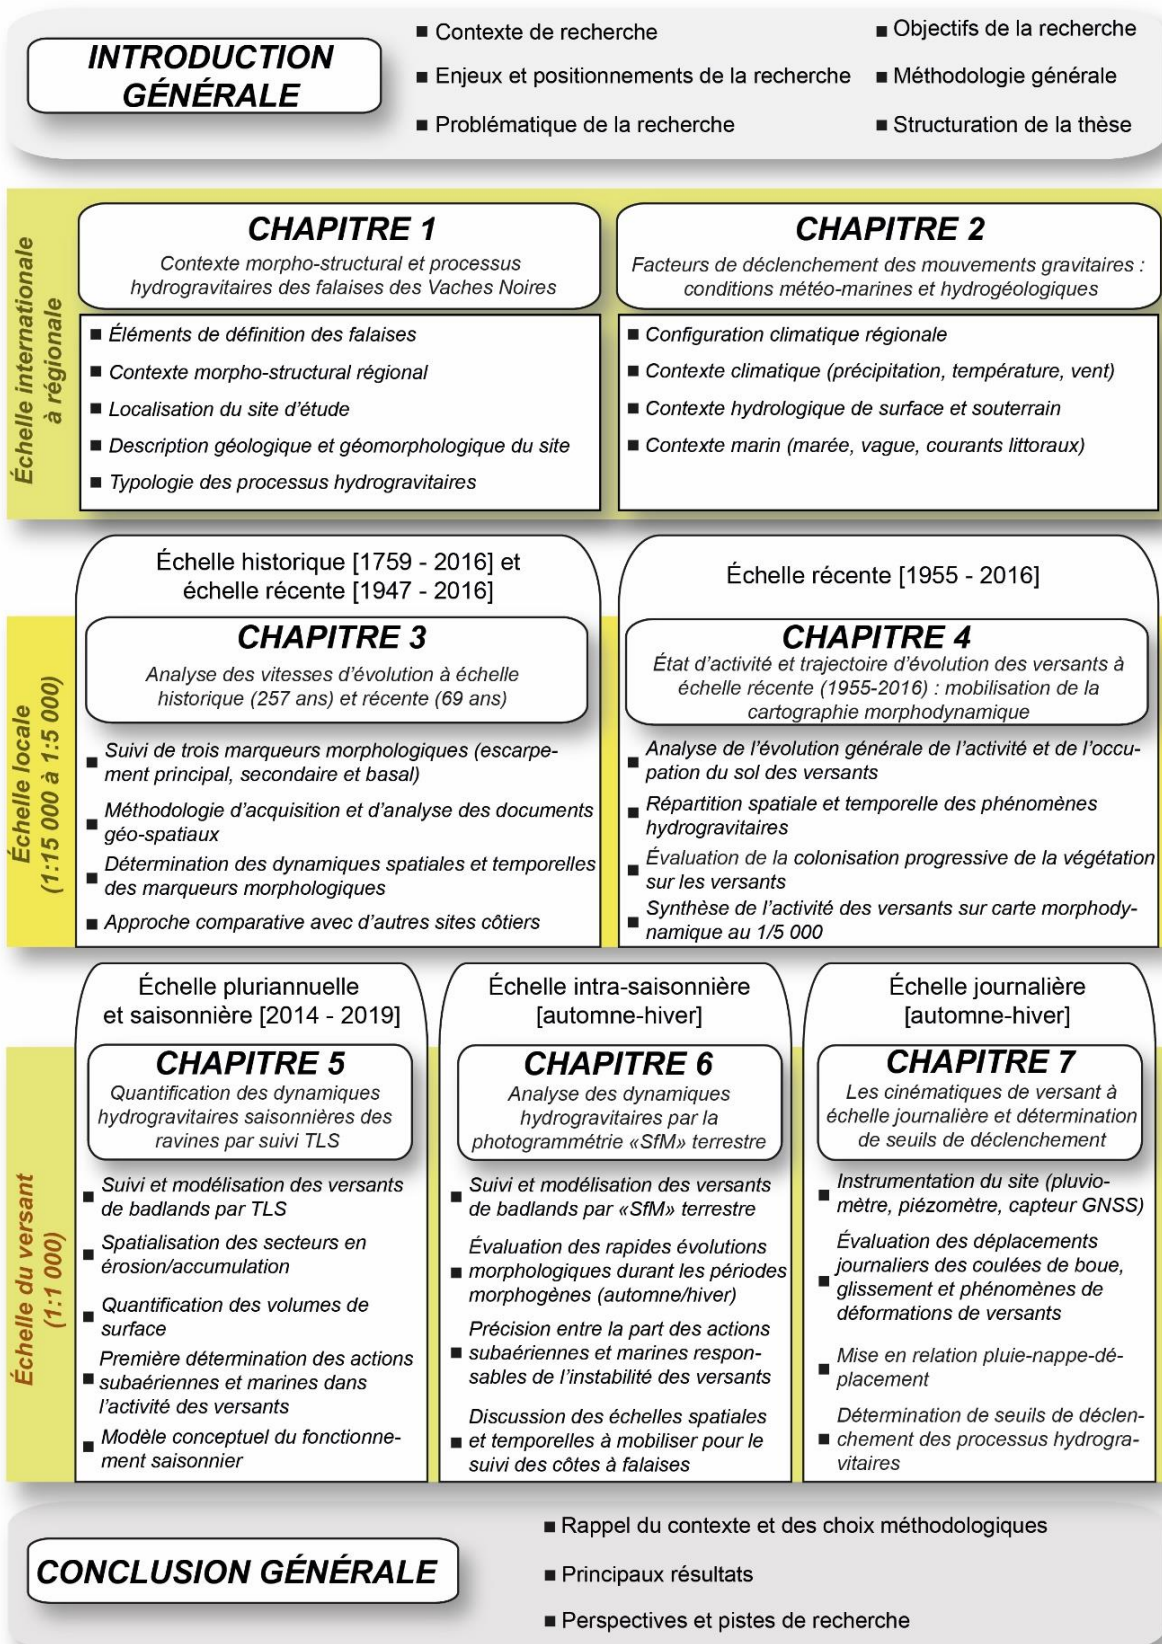 INTRODUCTION
GÉNÉRALE
■ Contexte de recherche
■ Enjeux et positionnements de la recherche
■ Problématique de la recherche
■ Objectifs de la recherche
■ Méthodologie générale
■ Structuration de la thèse
Échelle internationale
à régionale
CHAPITRE 1
Contexte morpho-structural et processus
hydrogravitaires des falaises des Vaches Noires
■ Éléments de définition des falaises
■ Contexte morpho-structural régional
■ Localisation du site d'étude
■ Description géologique et géomorphologique du site
■ Typologie des processus hydrogravitaires
CHAPITRE 2
Facteurs de déclenchement des mouvements gravitaires :
conditions météo-marines et hydrogéologiques
■ Configuration climatique régionale
■ Contexte climatique (précipitation, température, vent)
■ Contexte hydrologique de surface et souterrain
■ Contexte marin (marée, vague, courants littoraux)
Échelle locale
(1:15 000 à 1:5 000)
Échelle historique [1759 - 2016] et
échelle récente [1947 - 2016]
CHAPITRE 3
Analyse des vitesses d'évolution à échelle
historique (257 ans) et récente (69 ans)
■ Suivi de trois marqueurs morphologiques (escarpe-
ment principal, secondaire et basal)
■ Méthodologie d'acquisition et d'analyse des documents
géo-spatiaux
■ Détermination des dynamiques spatiales et temporelles
des marqueurs morphologiques
■ Approche comparative avec d'autres sites côtiers
Échelle récente [1955 - 2016]
CHAPITRE 4
État d'activité et trajectoire d'évolution des versants à
échelle récente (1955-2016) : mobilisation de la
cartographie morphodynamique
■ Analyse de l'évolution générale de l'activité et de l'occu-
pation du sol des versants
■ Répartition spatiale et temporelle des phénomènes
hydrogravitaires
■ Évaluation de la colonisation progressive de la végétation
sur les versants
■ Synthèse de l'activité des versants sur carte morphody-
namique au 1/5 000
Échelle du versant
(1:1 000)
Échelle pluriannuelle
et saisonnière [2014 - 2019]
CHAPITRE 5
Quantification des dynamiques
hydrogravitaires saisonnières des
ravines par suivi TLS
■ Suivi et modélisation des versants
de badlands par TLS
■ Spatialisation des secteurs en
érosion/accumulation
■ Quantification des volumes de
surface
■ Première détermination des actions
subaériennes et marines dans
l'activité des versants
■ Modèle conceptuel du fonctionne-
ment saisonnier
Échelle intra-saisonnière
[automne-hiver]
CHAPITRE 6
Analyse des dynamiques
hydrogravitaires par la
photogrammétrie «SfM» terrestre
■ Suivi et modélisation des versants
de badlands par «SfM» terrestre
■ Évaluation des rapides évolutions
morphologiques durant les périodes
morphogènes (automne/hiver)
■ Précision entre la part des actions
subaériennes et marines respon-
sables de l'instabilité des versants
■ Discussion des échelles spatiales
et temporelles à mobiliser pour le
suivi des côtes à falaises
Échelle journalière
[automne-hiver]
CHAPITRE 7
Les cinématiques de versant à
échelle journalière et détermination
de seuils de déclenchement
■ Instrumentation du site (pluvio-
mètre, piézomètre, capteur GNSS)
■ Évaluation des déplacements
journaliers des coulées de boue,
glissement et phénomènes de
déformations de versants
■ Mise en relation pluie-nappe-dé-
placement
■ Détermination de seuils de déclen-
chement des processus hydrogra-
vitaires
CONCLUSION GÉNÉRALE
■ Rappel du contexte et des choix méthodologiques
■ Principaux résultats
■ Perspectives et pistes de recherche